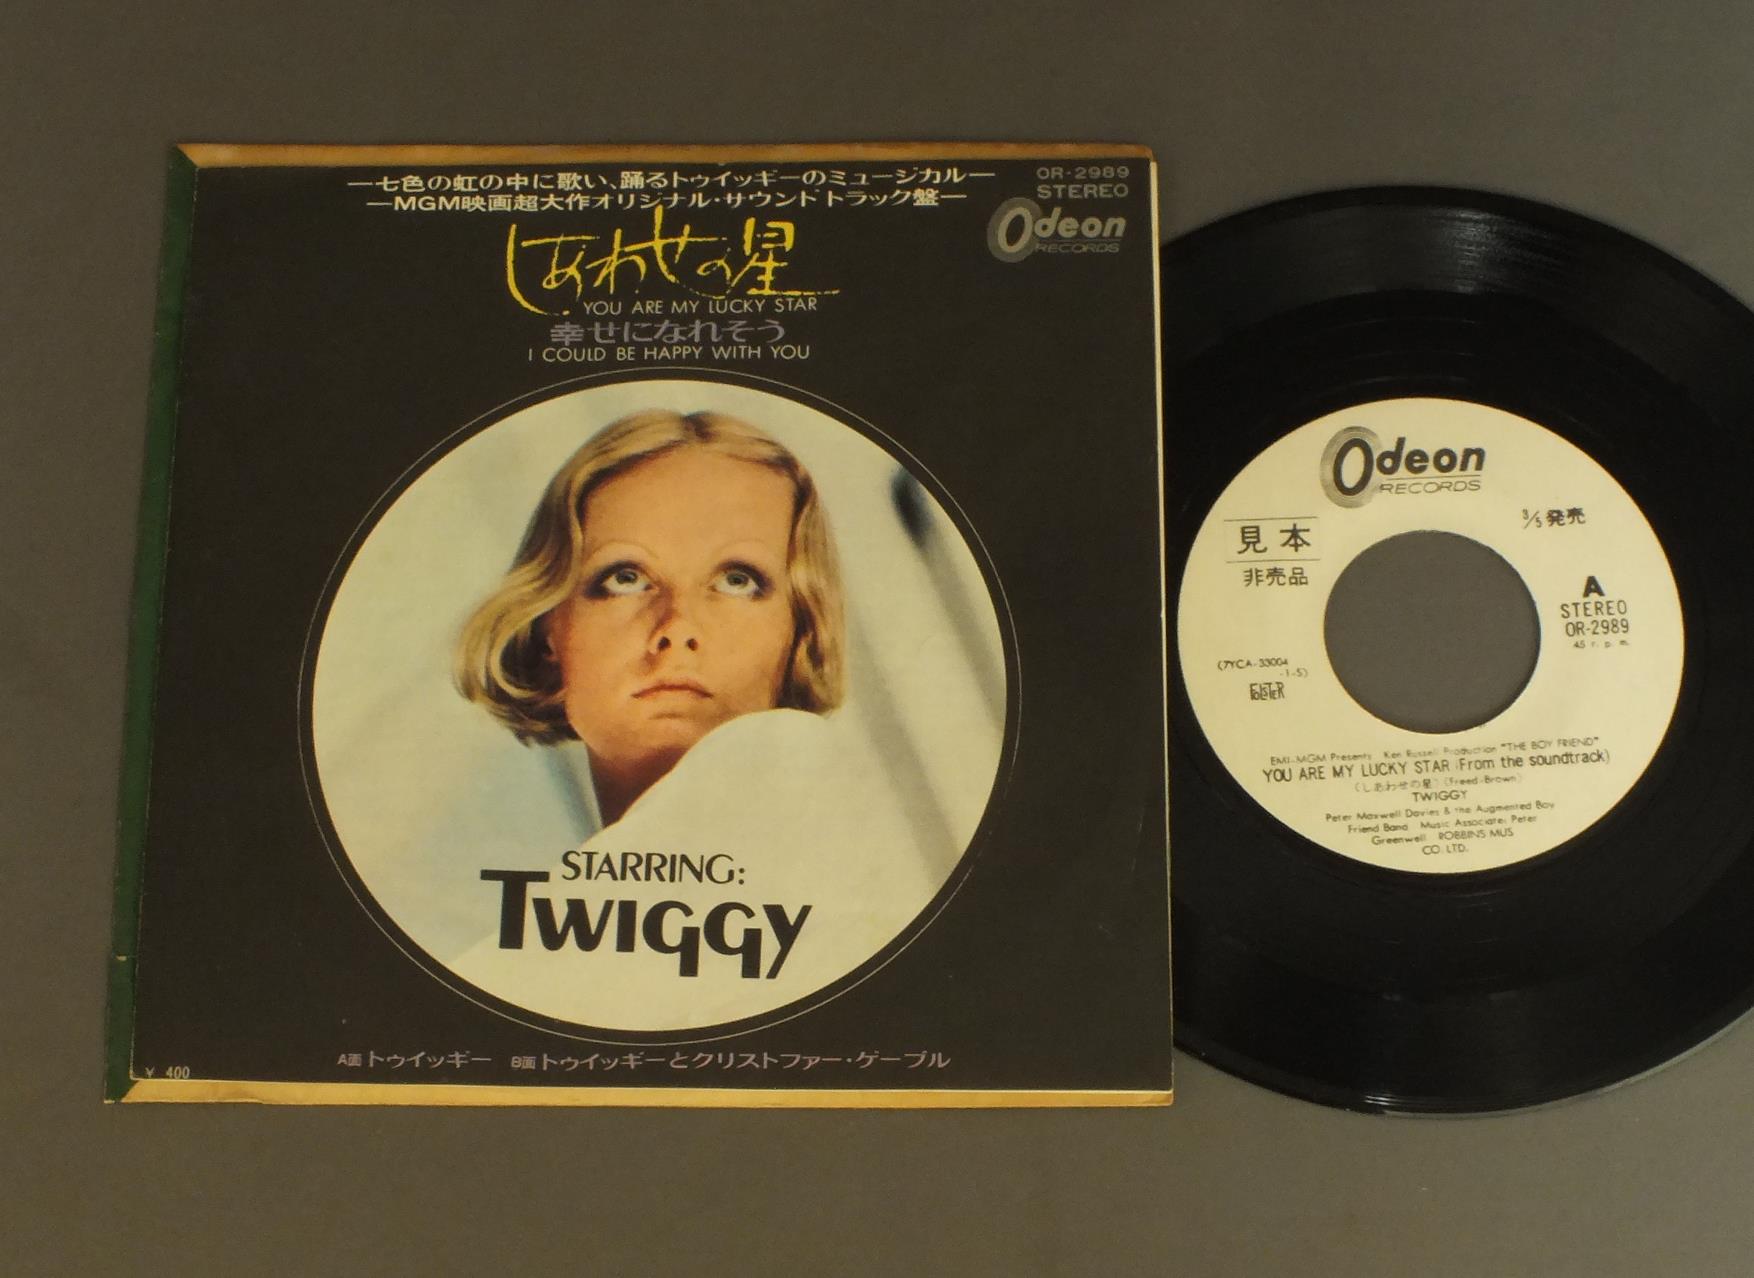 ―七色の虹の中に歌い、踊るトゥイッギーのミュージカル―
―MGM映画超大作オリジナル・サウンドトラック盤―
OR-2989
STEREO
Odeon
RECORDS
しあわせの星
YOU ARE MY LUCKY STAR
幸せになれそう
I COULD BE HAPPY WITH YOU
STARRING:
TWIGGY
A面 トゥイッギー B面 トゥイッギーとクリストファー・ゲーブル
¥ 400
Odeon
RECORDS
見本
非売品
3/5 発売
A
STEREO
OR-2989
45 r. p. m.
(7YCA-33004
-1-S)
FOLSTER
EMI-MGM Presents Ken Russell Production "THE BOY FRIEND"
YOU ARE MY LUCKY STAR (From the soundtrack)
(しあわせの星) (Freed-Brown)
TWIGGY
Peter Maxwell Davies & the Augmented Boy
Friend Band Music Associate: Peter
Greenwell ROBBINS MUS
CO. LTD.